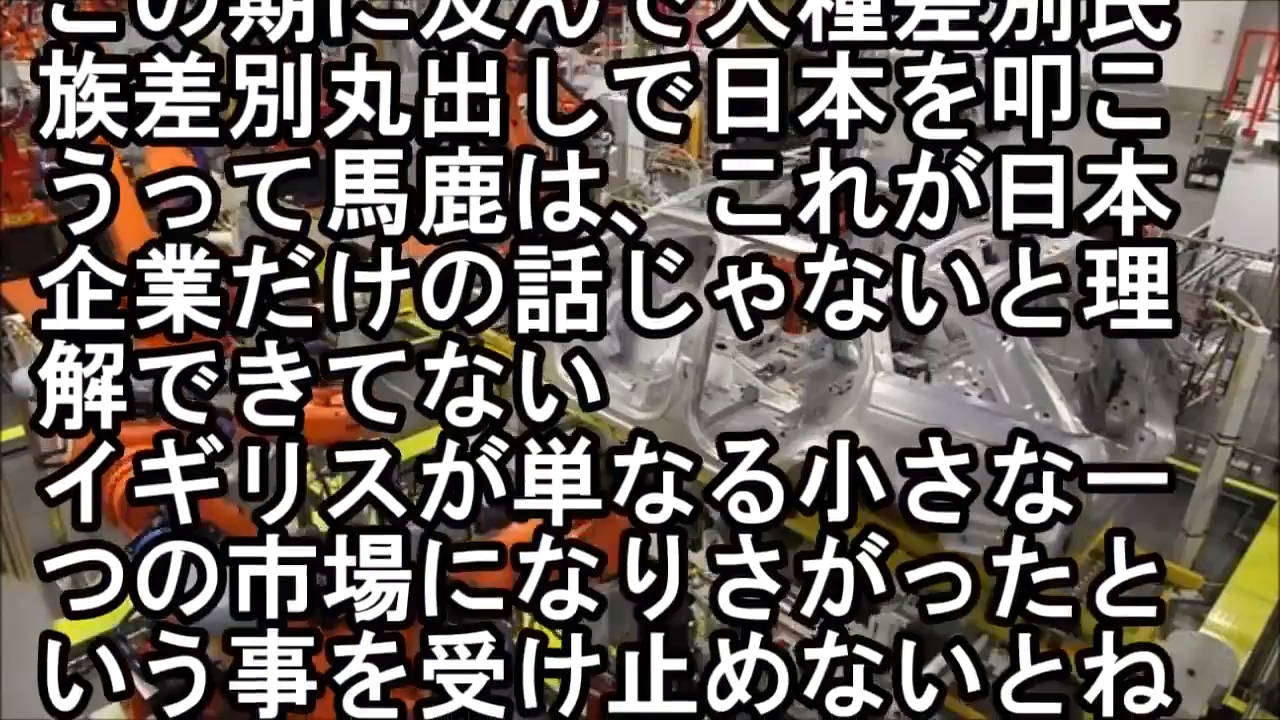 この期に及んで人種差別民
族差別丸出しで日本を叩こ
うって馬鹿は、これが日本
企業だけの話じゃないと理
解できてない
イギリスが単なる小さな一
つの市場になりさがったと
いう事を受け止めないとね